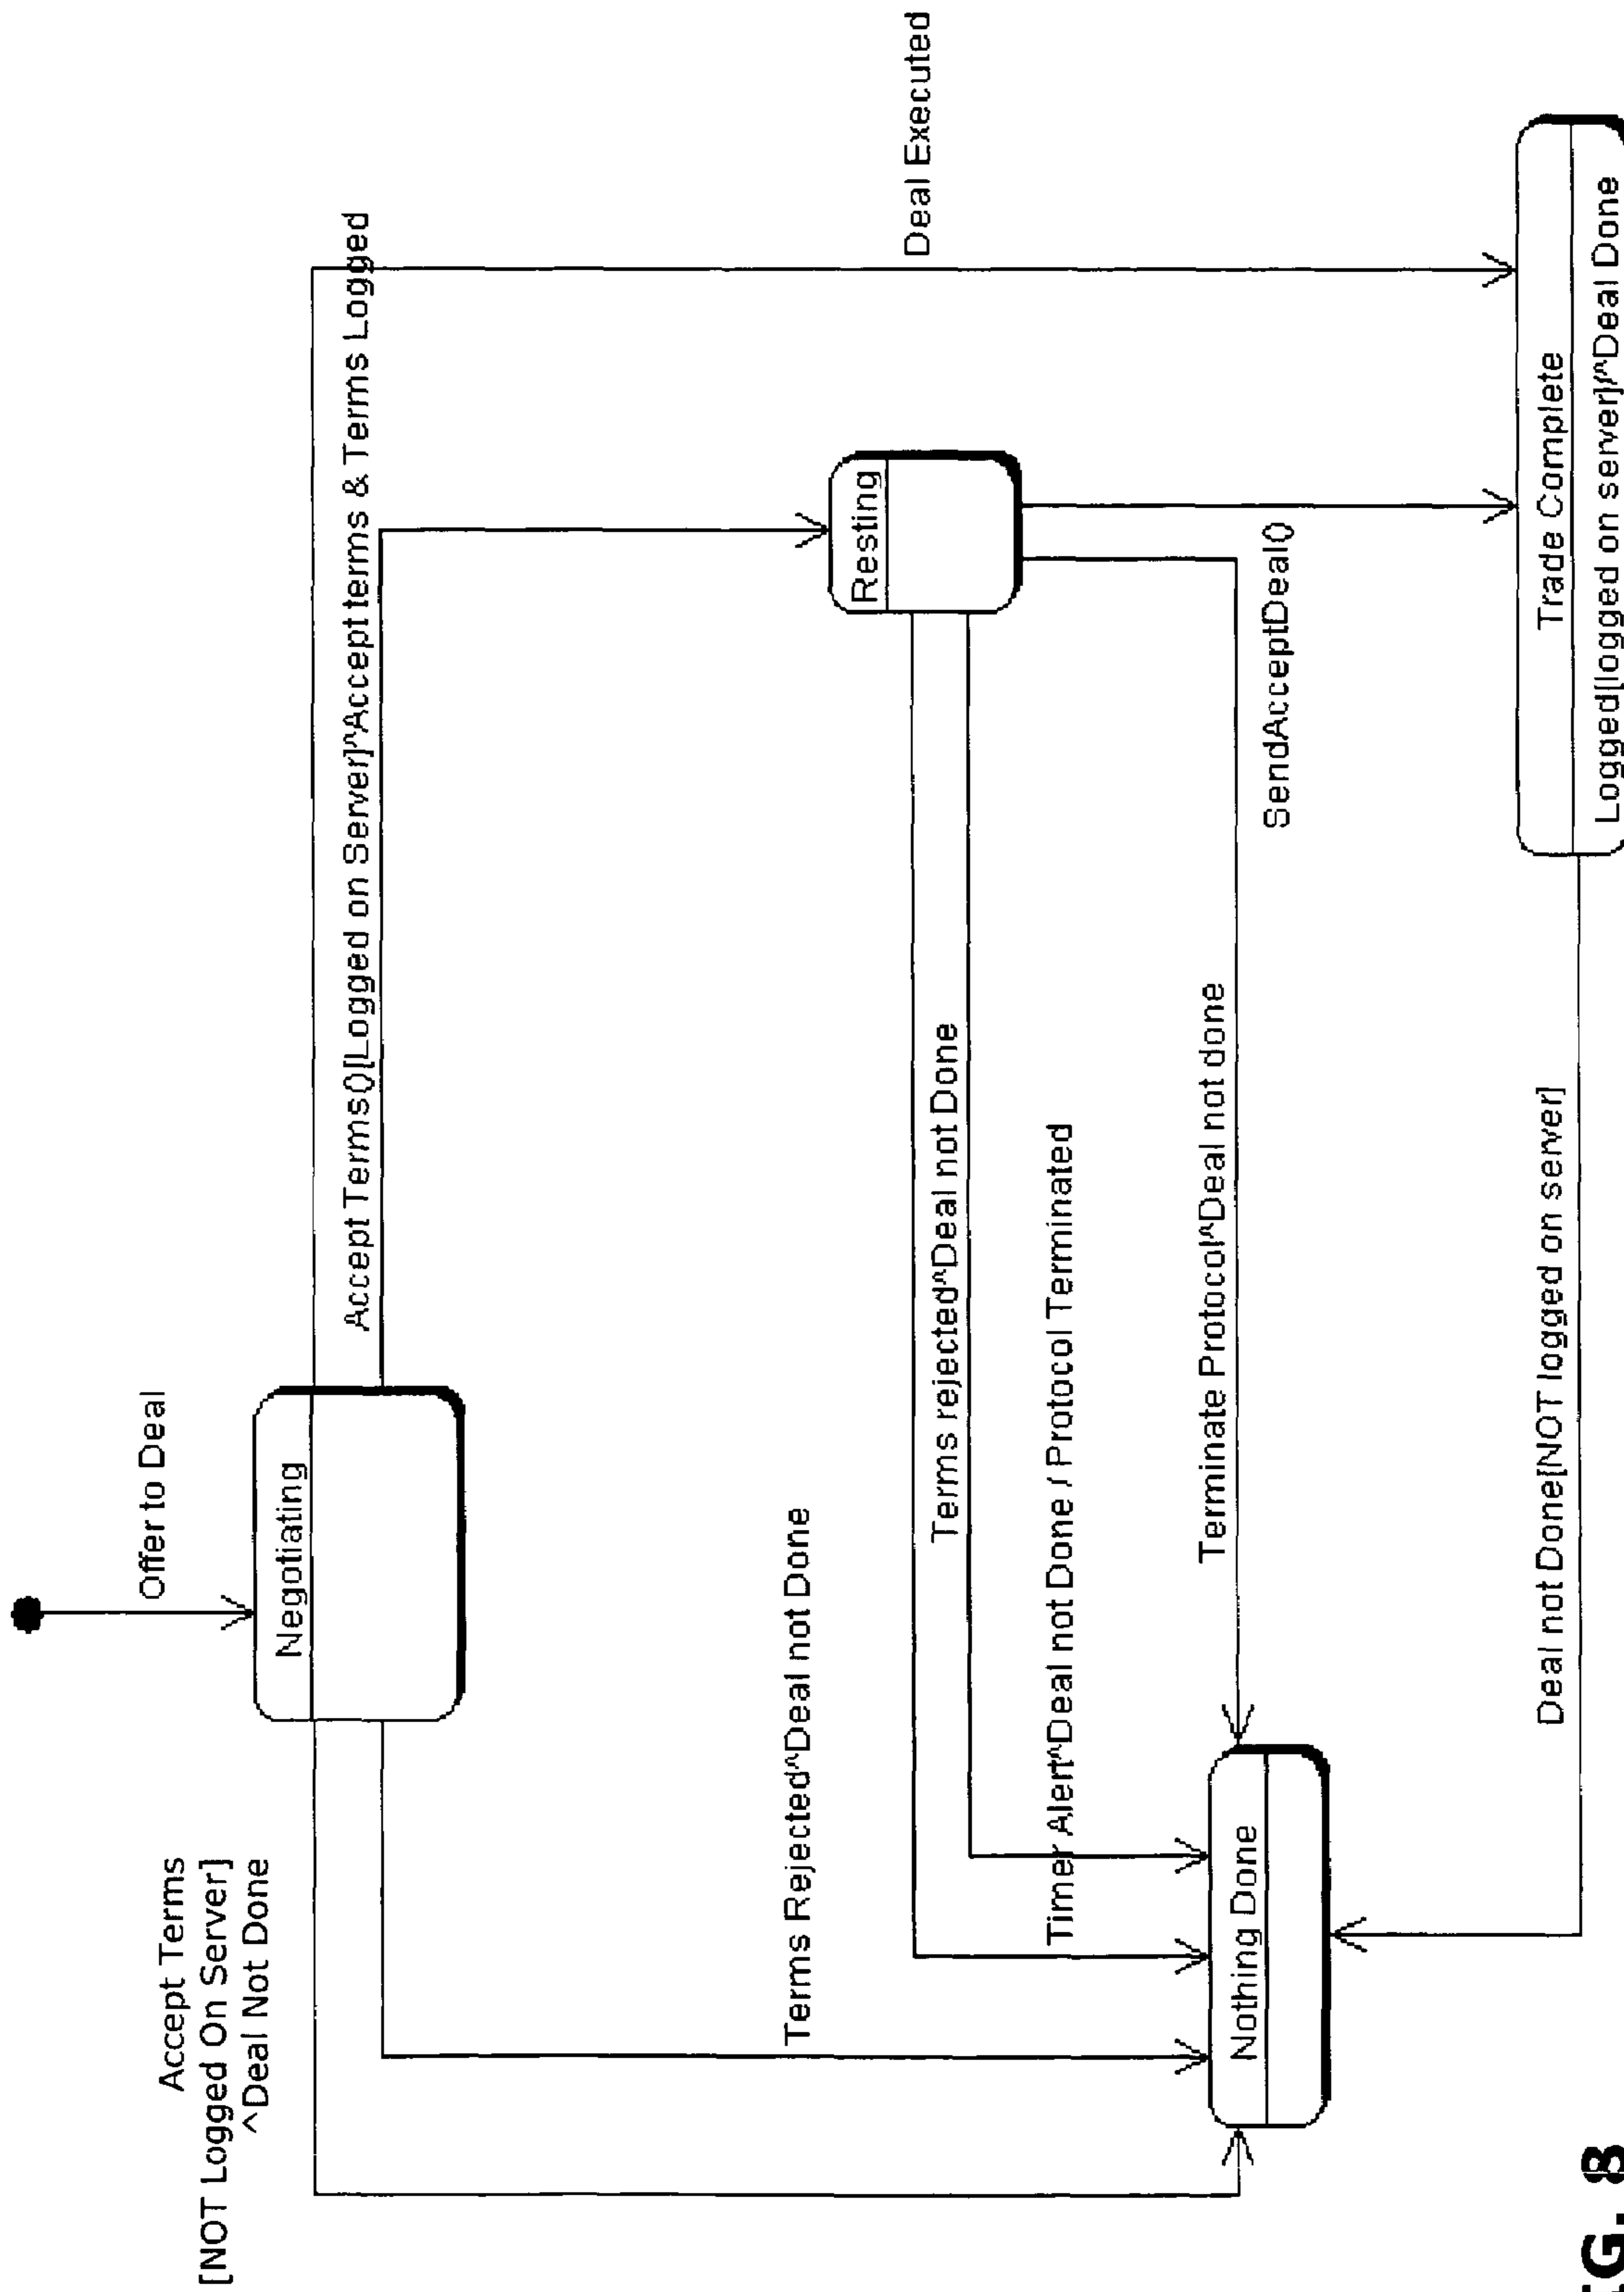 Offer to Deal
Negotiating
Accept Terms
[NOT Logged On Server]
^Deal Not Done
Accept Terms()[Logged on Server]^Accept terms & Terms Logged
Terms Rejected^Deal not Done
Resting
Deal Executed
Terms rejected^Deal not Done
Timer Alert^Deal not Done / Protocol Terminated
Terminate Protocol^Deal not done
SendAcceptDeal()
Nothing Done
Deal not Done[NOT logged on server]
Trade Complete
Logged[logged on server]/^Deal Done
IG. 8